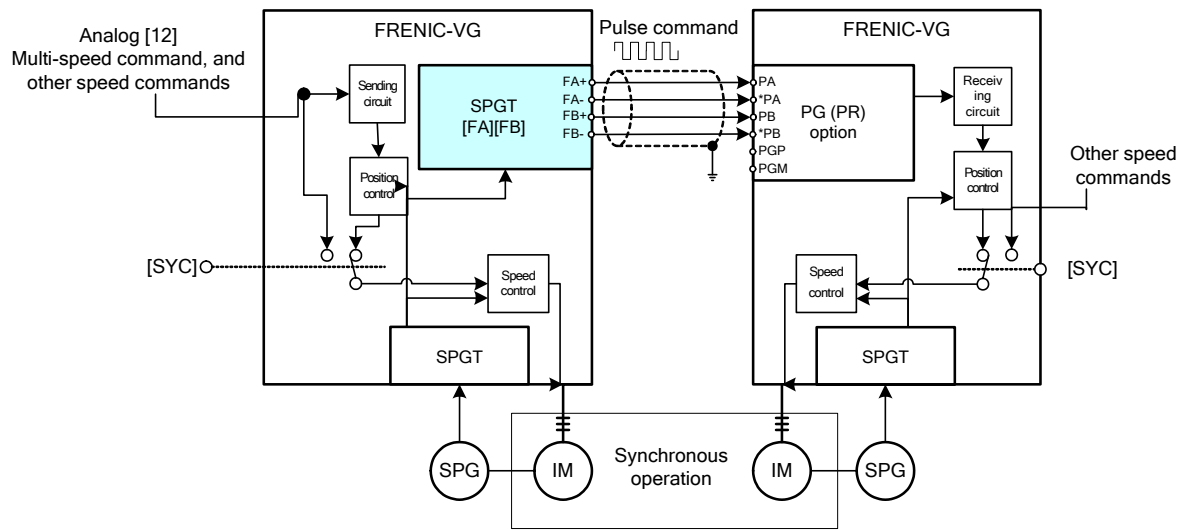 Analog [12]
Multi-speed command, and
other speed commands
FRENIC-VG
Sending
circuit
Position
control
SPGT
[FA][FB]
FA+
FA-
FB+
FB-
[SYC]
Speed
control
SPGT
SPG
IM
Pulse command
FRENIC-VG
PA
*PA
PB
*PB
PGP
PGM
PG (PR)
option
Receiv
ing
circuit
Position
control
Other speed
commands
[SYC]
Speed
control
SPGT
Synchronous
operation
IM
SPG